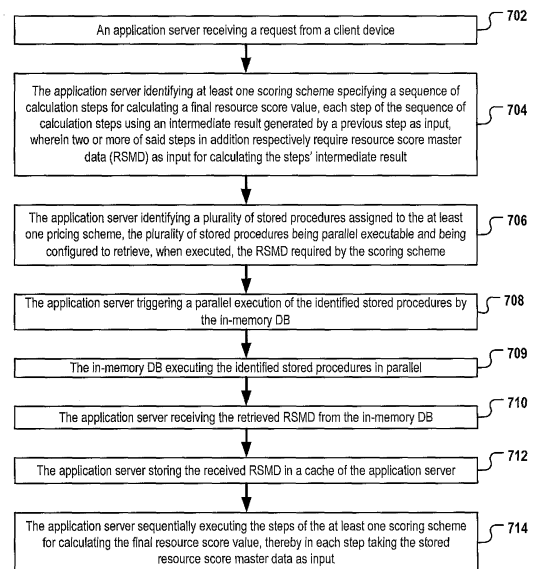 An application server receiving a request from a client device
702
The application server identifying at least one scoring scheme specifying a sequence of
calculation steps for calculating a final resource score value, each step of the sequence of
calculation steps using an intermediate result generated by a previous step as input,
wherein two or more of said steps in addition respectively require resource score master
data (RSMD) as input for calculating the steps' intermediate result
704
The application server identifying a plurality of stored procedures assigned to the at least
one pricing scheme, the plurality of stored procedures being parallel executable and being
configured to retrieve, when executed, the RSMD required by the scoring scheme
706
The application server triggering a parallel execution of the identified stored procedures by
the in-memory DB
708
The in-memory DB executing the identified stored procedures in parallel
709
The application server receiving the retrieved RSMD from the in-memory DB
710
The application server storing the received RSMD in a cache of the application server
712
The application server sequentially executing the steps of the at least one scoring scheme
for calculating the final resource score value, thereby in each step taking the stored
resource score master data as input
714